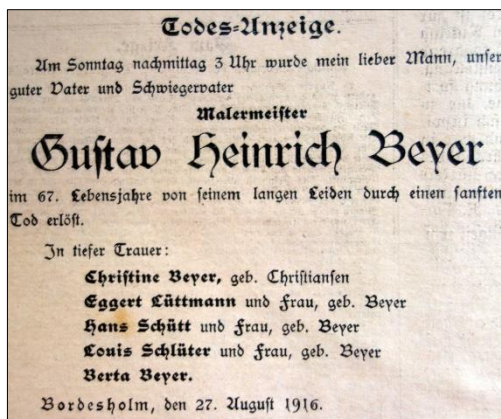 Todes-Anzeige.
Am Sonntag nachmittag 3 Uhr wurde mein lieber Mann, unser
guter Vater und Schwiegervater
Malermeister
Gustav Heinrich Beyer
im 67. Lebensjahre von seinem langen Leiden durch einen sanften
Tod erlöst.
In tiefer Trauer:
Christine Beyer, geb. Christiansen
Eggert Lüttmann und Frau, geb. Beyer
Hans Schütt und Frau, geb. Beyer
Louis Schlüter und Frau, geb. Beyer
Berta Beyer.
Bordesholm, den 27. August 1916.